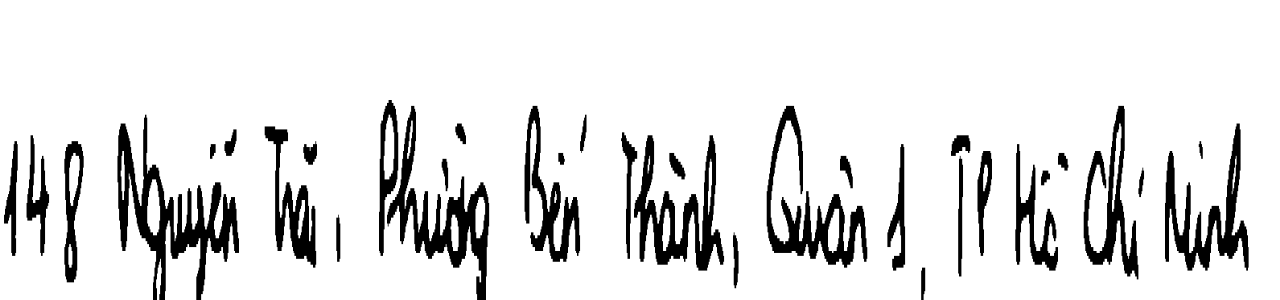 148 Nguyễn Trãi, Phường Bến Thành, Quận 1, TP Hồ Chí Minh